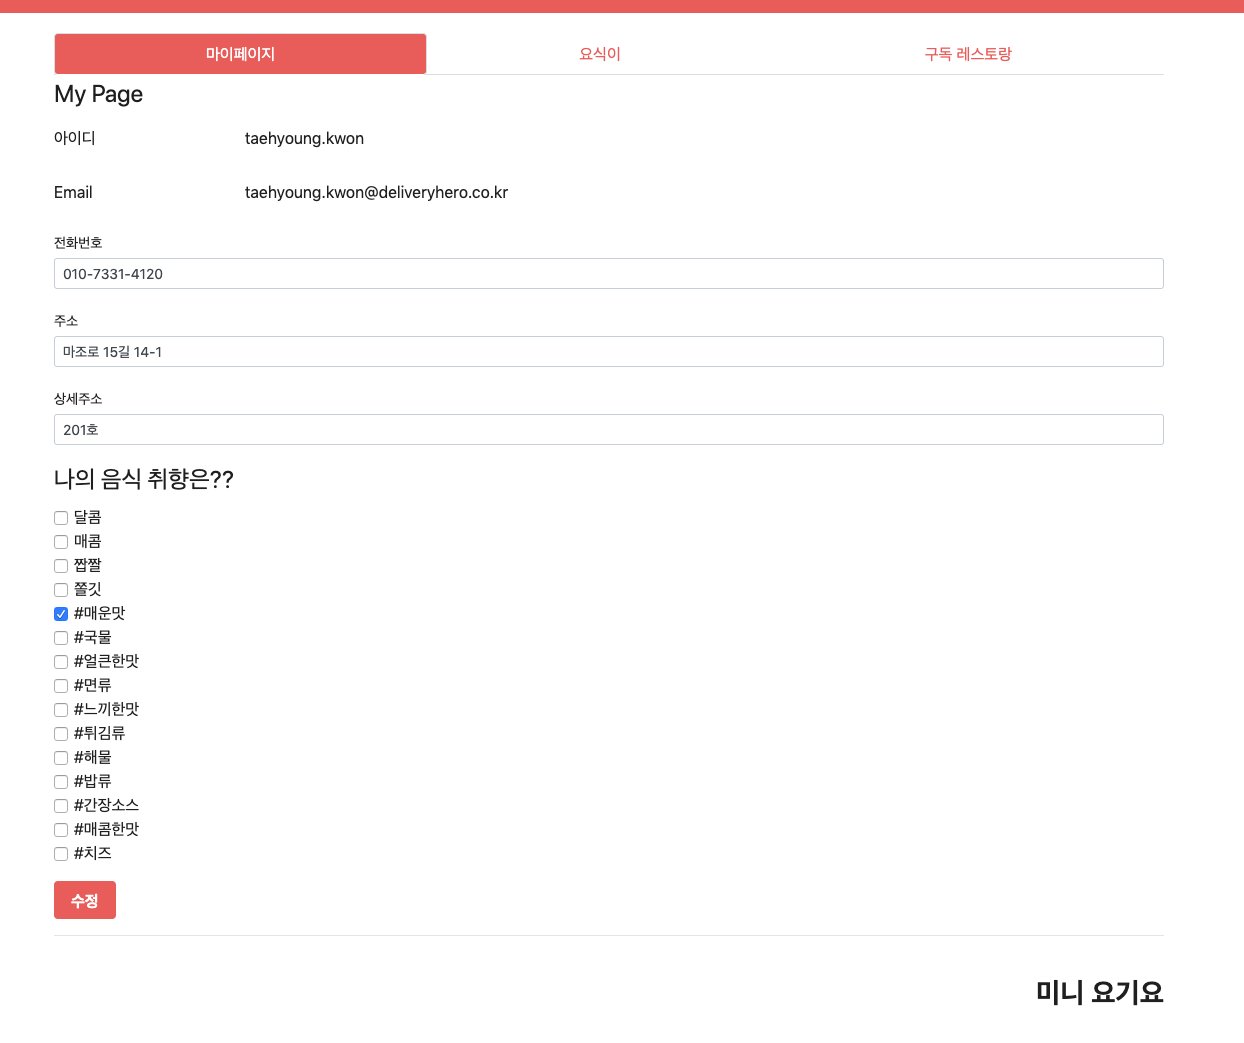 마이페이지 요식이 구독 레스토랑
My Page
아이디 taehyoung.kwon
Email taehyoung.kwon@deliveryhero.co.kr
전화번호
010-7331-4120
주소
마조로 15길 14-1
상세주소
201호
나의 음식 취향은??
달콤
매콤
짭짤
쫄깃
#매운맛
#국물
#얼큰한맛
#면류
#느끼한맛
#튀김류
#해물
#밥류
#간장소스
#매콤한맛
#치즈
수정
미니 요기요